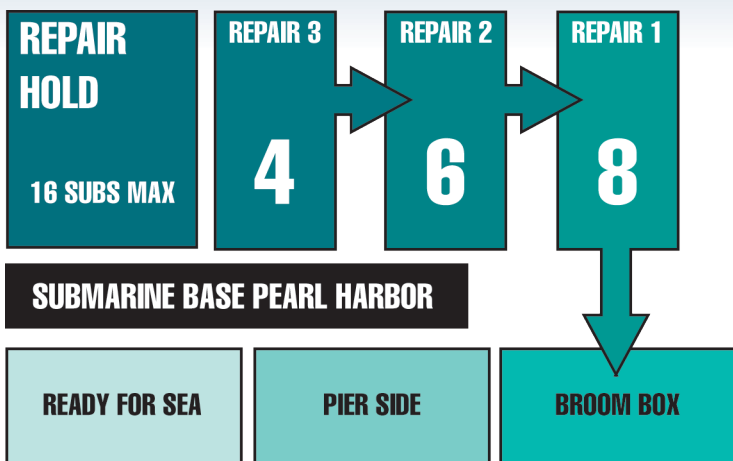 REPAIR
HOLD
16 SUBS MAX
REPAIR 3
4
REPAIR 2
6
REPAIR 1
8
SUBMARINE BASE PEARL HARBOR
READY FOR SEA
PIER SIDE
BROOM BOX